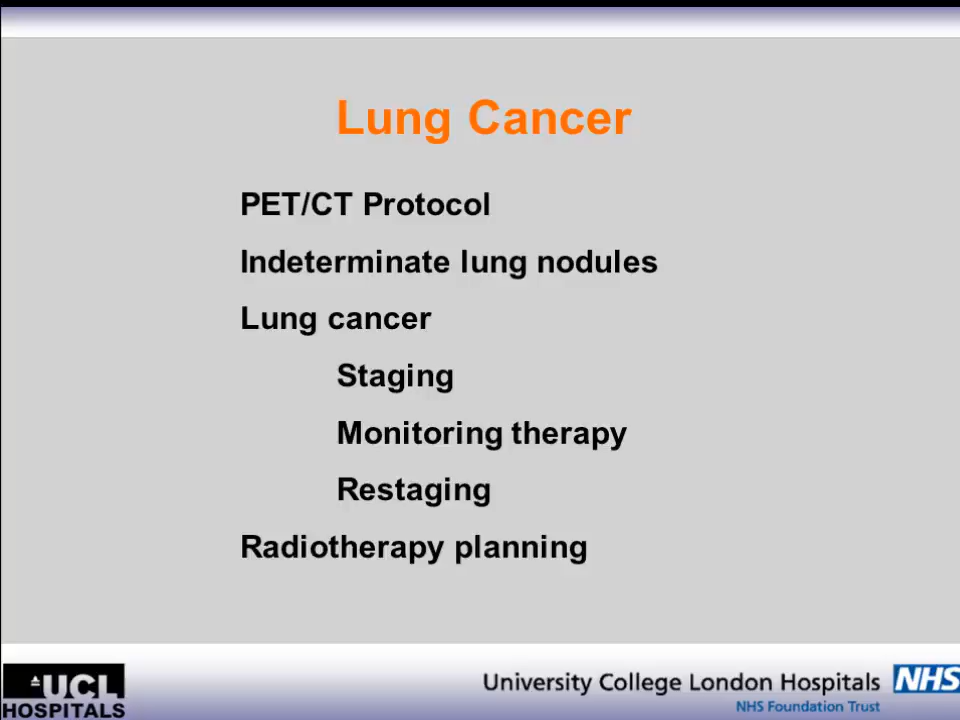 Lung Cancer
PET/CT Protocol
Indeterminate lung nodules
Lung cancer
Staging
Monitoring therapy
Restaging
Radiotherapy planning
UCL
HOSPITALS
University College London Hospitals NHS
NHS Foundation Trust